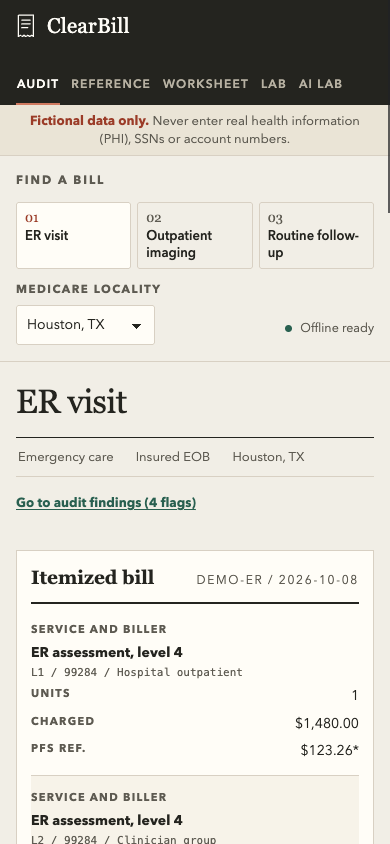 ClearBill
AUDIT REFERENCE WORKSHEET LAB AI LAB
Fictional data only. Never enter real health information
(PHI), SSNs or account numbers.
FIND A BILL
01
ER visit
02
Outpatient
imaging
03
Routine follow-
up
MEDICARE LOCALITY
Houston, TX
Offline ready
ER visit
Emergency care Insured EOB Houston, TX
Go to audit findings (4 flags)
Itemized bill DEMO-ER / 2026-10-08
SERVICE AND BILLER
ER assessment, level 4
L1 / 99284 / Hospital outpatient
UNITS 1
CHARGED $1,480.00
PFS REF. $123.26*
SERVICE AND BILLER
ER assessment, level 4
L2 / 99284 / Clinician group